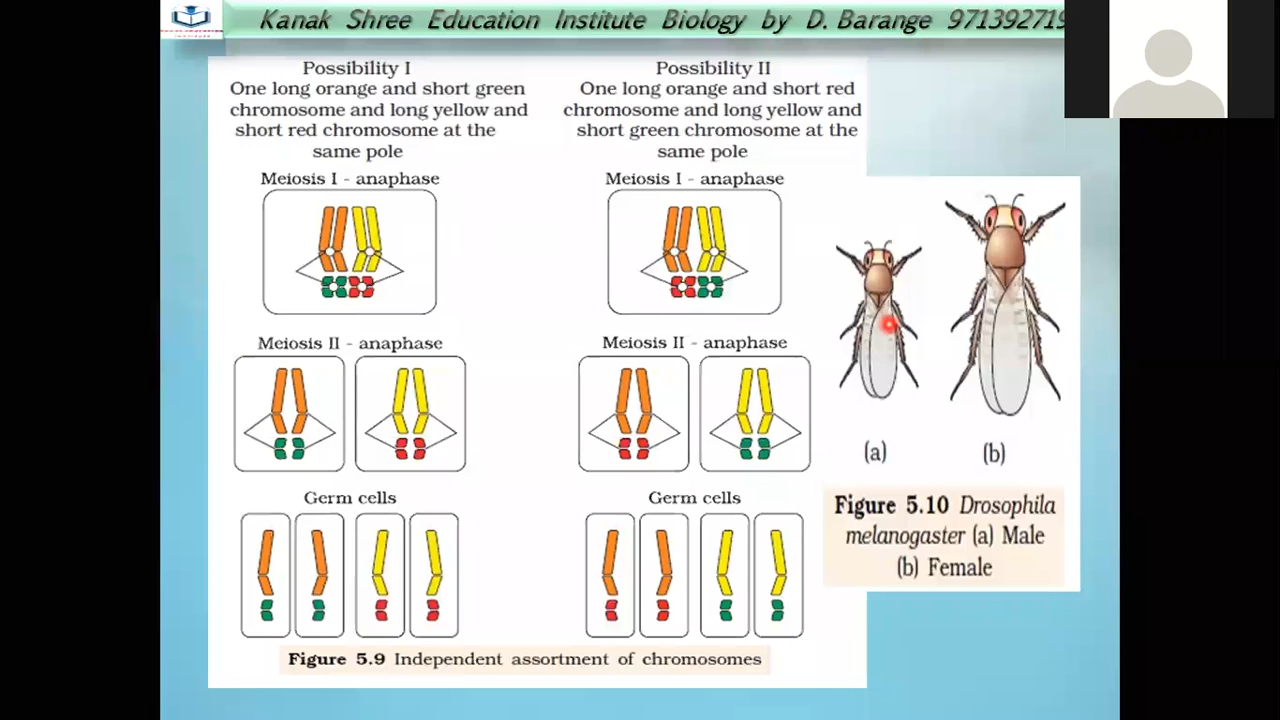 Kanak Shree Education Institute Biology by D. Barange 971392719
Possibility I
One long orange and short green
chromosome and long yellow and
short red chromosome at the
same pole
Meiosis I - anaphase
Meiosis II - anaphase
Germ cells
Possibility II
One long orange and short red
chromosome and long yellow and
short green chromosome at the
same pole
Meiosis I - anaphase
Meiosis II - anaphase
Germ cells
Figure 5.9 Independent assortment of chromosomes
(a)
(b)
Figure 5.10 Drosophila
melanogaster (a) Male
(b) Female